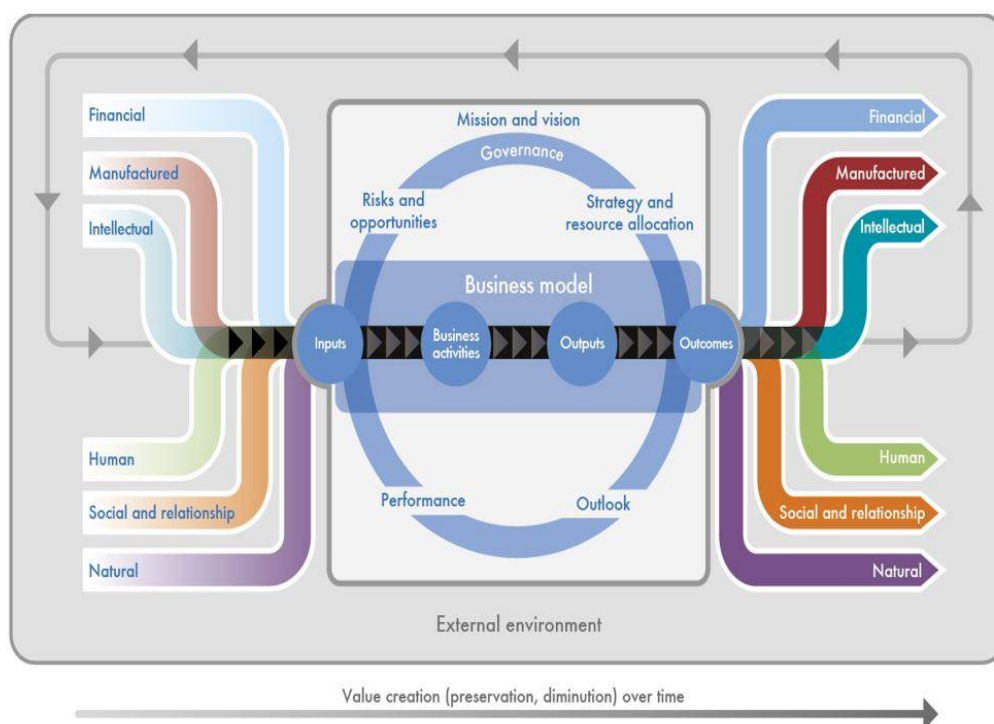 Financial
Manufactured
Intellectual
Human
Social and relationship
Natural
Mission and vision
Governance
Risks and
opportunities
Strategy and
resource allocation
Business model
Inputs
Business
activities
Outputs
Outcomes
Performance
Outlook
Financial
Manufactured
Intellectual
Human
Social and relationship
Natural
External environment
Value creation (preservation, diminution) over time